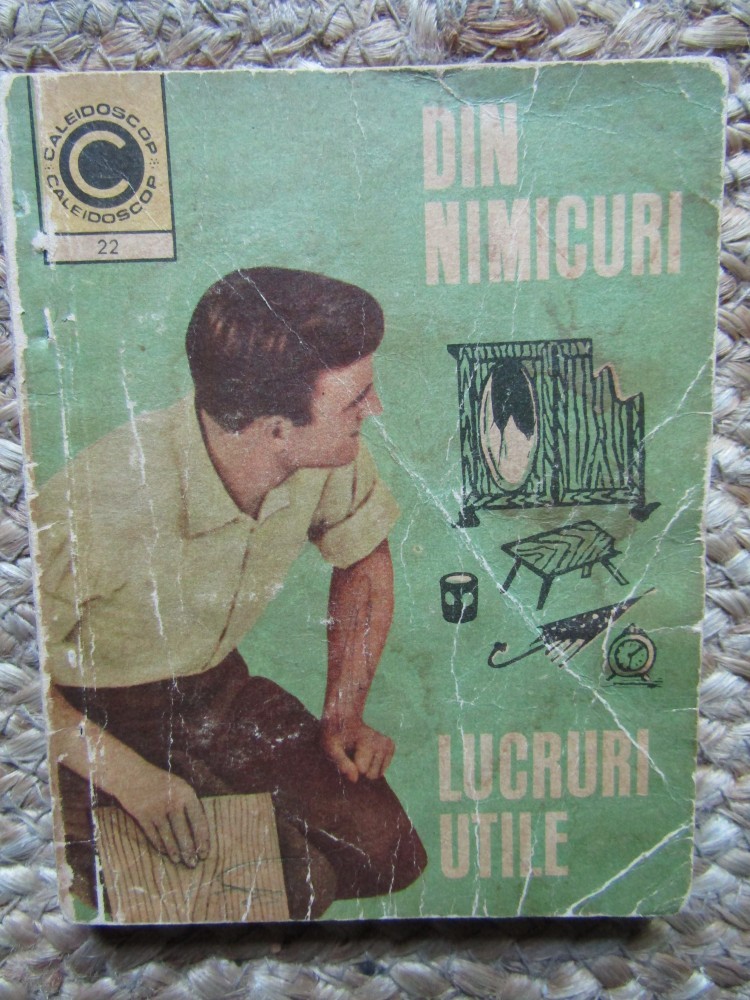 CALEIDOSCOP
C
CALEIDOSCOP
22
DIN
NIMICURI
LUCRURI
UTILE